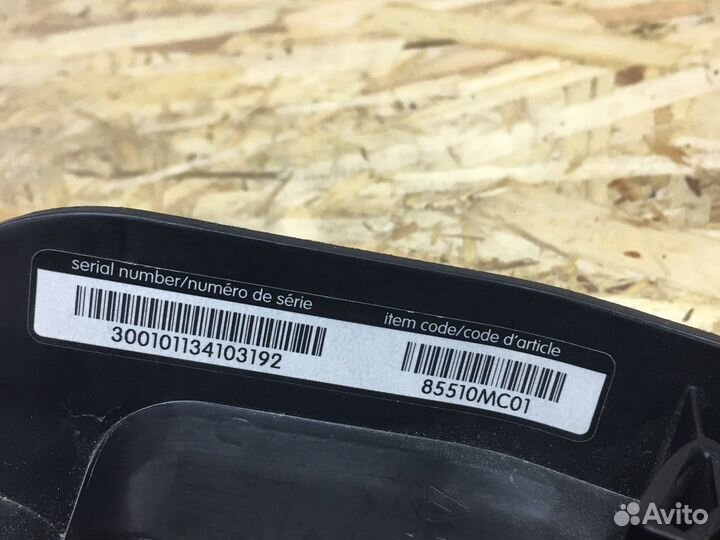 serial number/numéro de série
300101134103192
item code/code d'article
85510MC01
Avito